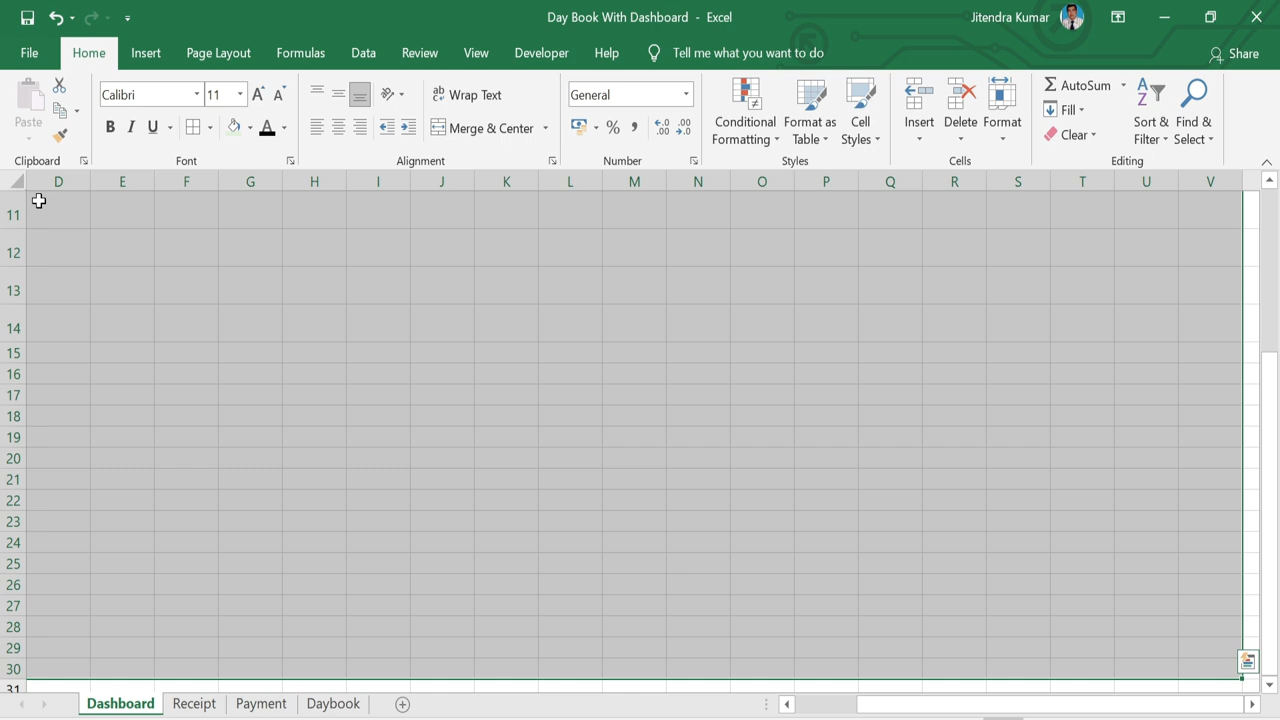 Day Book With Dashboard - Excel
Jitendra Kumar
File Home Insert Page Layout Formulas Data Review View Developer Help Tell me what you want to do Share
Paste
Calibri 11
B I U A
Wrap Text
Merge & Center
General
Conditional Formatting
Format as Table
Cell Styles
Insert
Delete
Format
AutoSum
Fill
Clear
Sort & Filter
Find & Select
Clipboard Font Alignment Number Styles Cells Editing
D E F G H I J K L M N O P Q R S T U V
11
12
13
14
15
16
17
18
19
20
21
22
23
24
25
26
27
28
29
30
31
Dashboard Receipt Payment Daybook